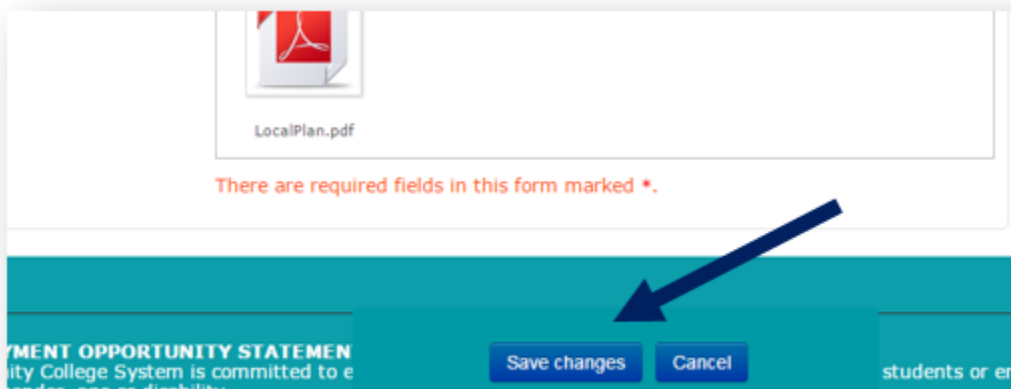 LocalPlan.pdf
There are required fields in this form marked *.
YMENT OPPORTUNITY STATEMEN
Save changes
Cancel
ity College System is committed to e
students or er